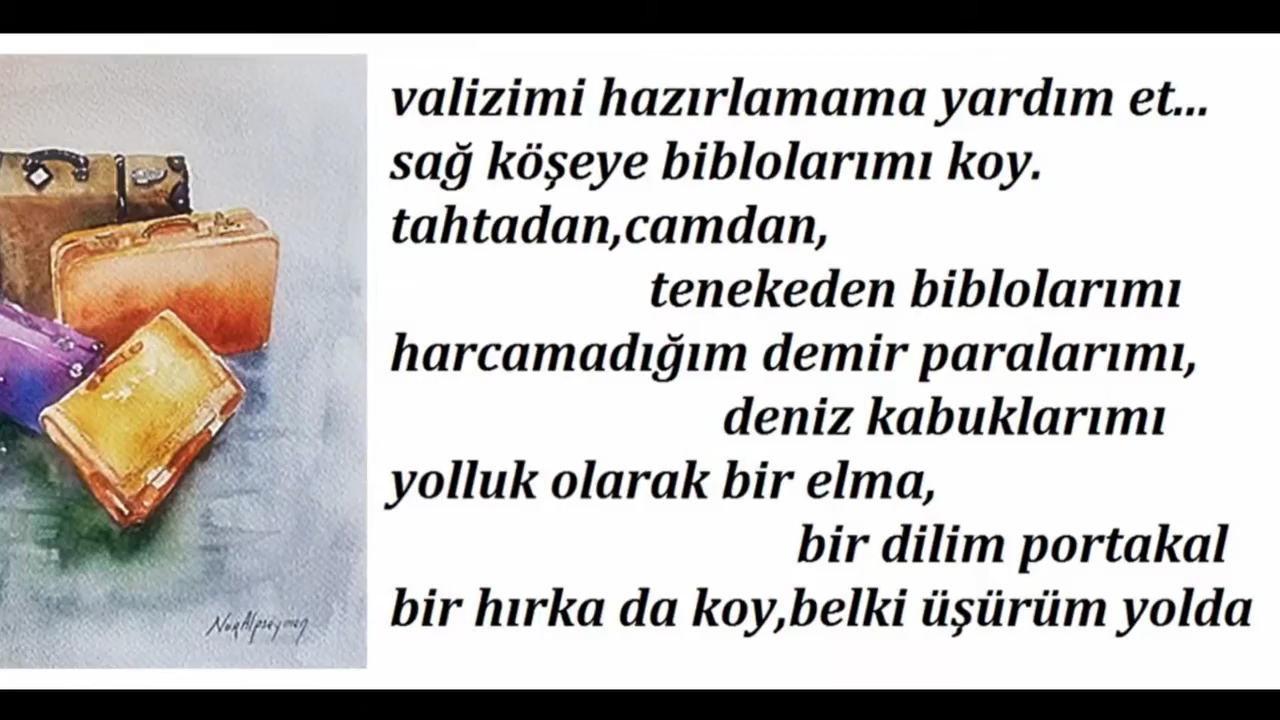 valizimi hazırlamama yardım et...
sağ köşeye biblolarımı koy.
tahtadan,camdan,
tenekeden biblolarımı
harcamadığım demir paralarımı,
deniz kabuklarımı
yolluk olarak bir elma,
bir dilim portakal
bir hırka da koy,belki üşürüm yolda